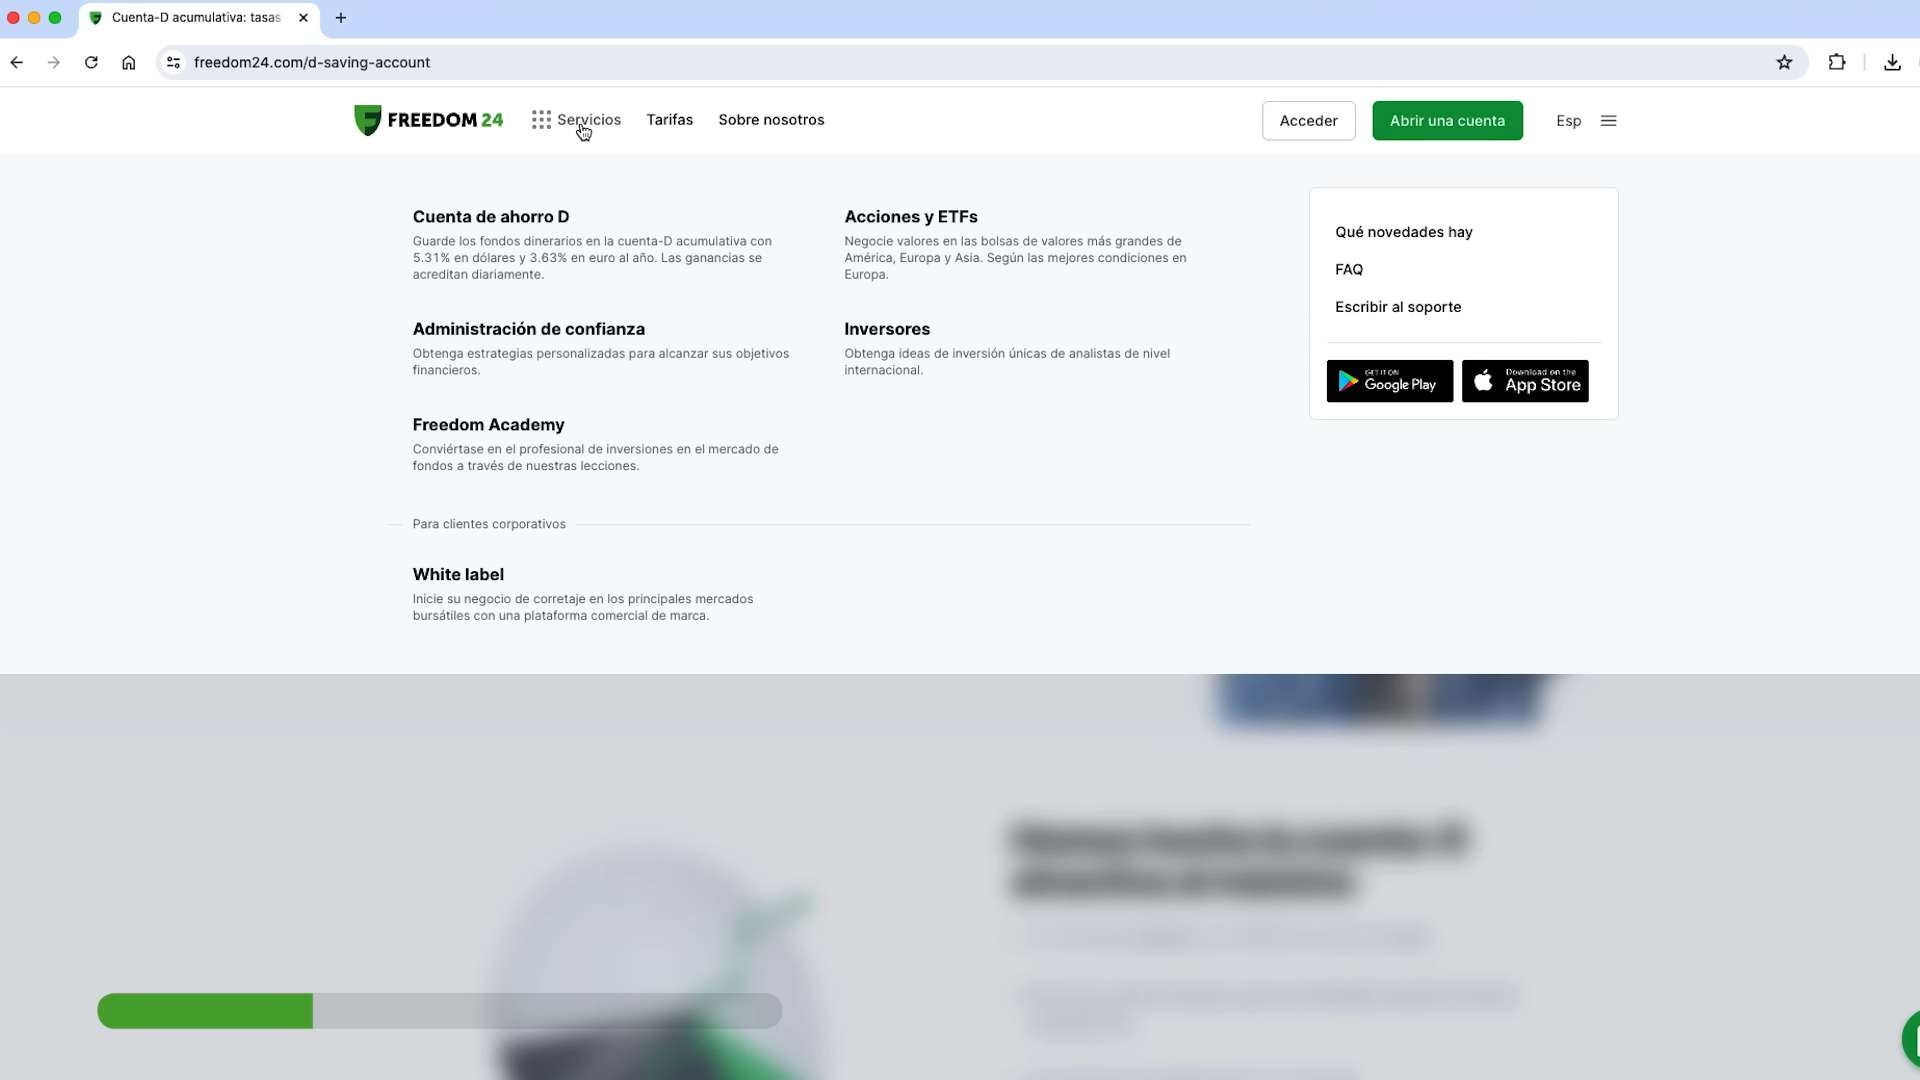 Cuenta-D acumulativa: tasas
freedom24.com/d-saving-account
FREEDOM 24
Servicios
Tarifas
Sobre nosotros
Acceder
Abrir una cuenta
Esp
Cuenta de ahorro D
Guarde los fondos dinerarios en la cuenta-D acumulativa con
5.31% en dólares y 3.63% en euro al año. Las ganancias se
acreditan diariamente.
Acciones y ETFs
Negocie valores en las bolsas de valores más grandes de
América, Europa y Asia. Según las mejores condiciones en
Europa.
Administración de confianza
Obtenga estrategias personalizadas para alcanzar sus objetivos
financieros.
Inversores
Obtenga ideas de inversión únicas de analistas de nivel
internacional.
Freedom Academy
Conviértase en el profesional de inversiones en el mercado de
fondos a través de nuestras lecciones.
Para clientes corporativos
White label
Inicie su negocio de corretaje en los principales mercados
bursátiles con una plataforma comercial de marca.
Qué novedades hay
FAQ
Escribir al soporte
GET IT ON
Google Play
Download on the
App Store